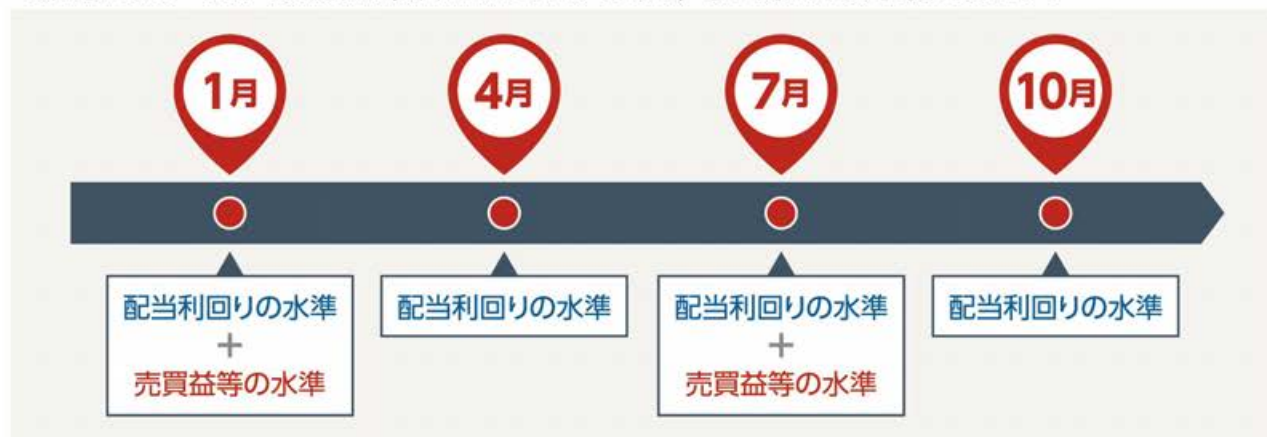 1月
4月
7月
10月
配当利回りの水準
+
売買益等の水準
配当利回りの水準
配当利回りの水準
+
売買益等の水準
配当利回りの水準